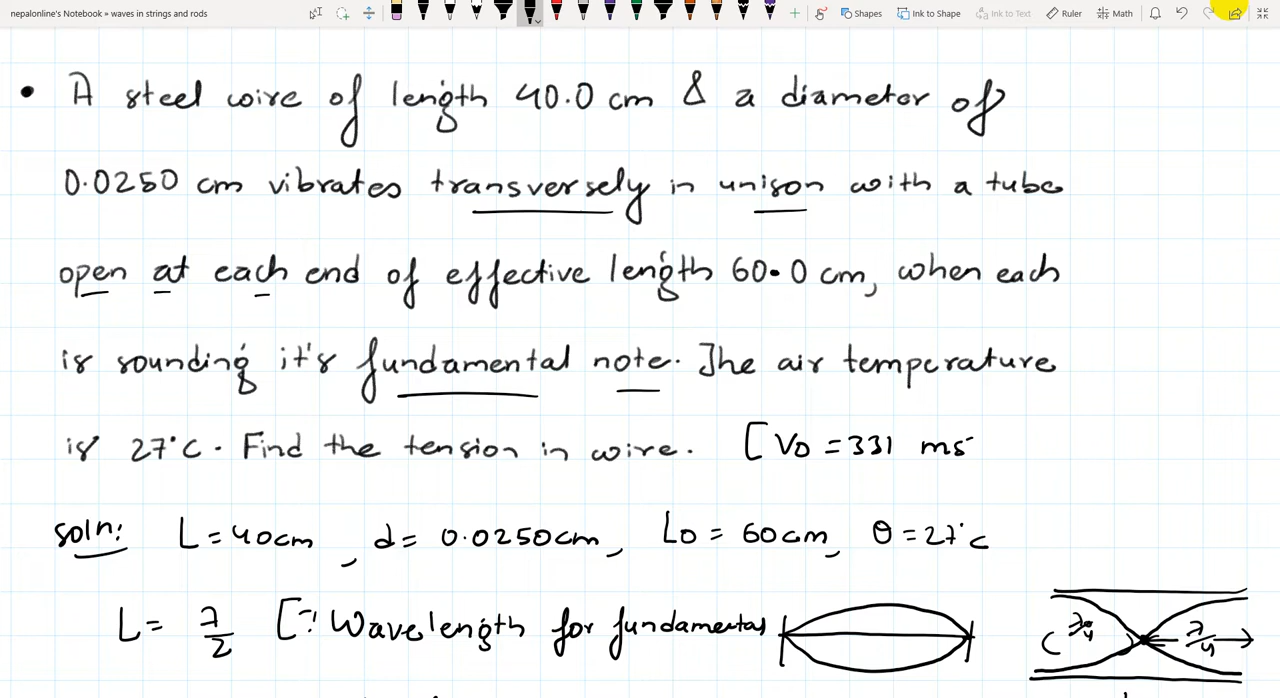 nepalonline's Notebook » waves in strings and rods
Shapes Ink to Shape Ink to Text Ruler Math
• A steel wire of length 40.0 cm & a diameter of
0.0250 cm vibrates transversely in unison with a tube
open at each end of effective length 60.0 cm, when each
is sounding it's fundamental note. The air temperature
is 27°C. Find the tension in wire. [V0 = 331 ms-
soln: L = 40cm, d = 0.0250cm, L0 = 60cm, θ = 27°C
L = λ/2 [∵ Wavelength for fundamental
λ/4 λ/4